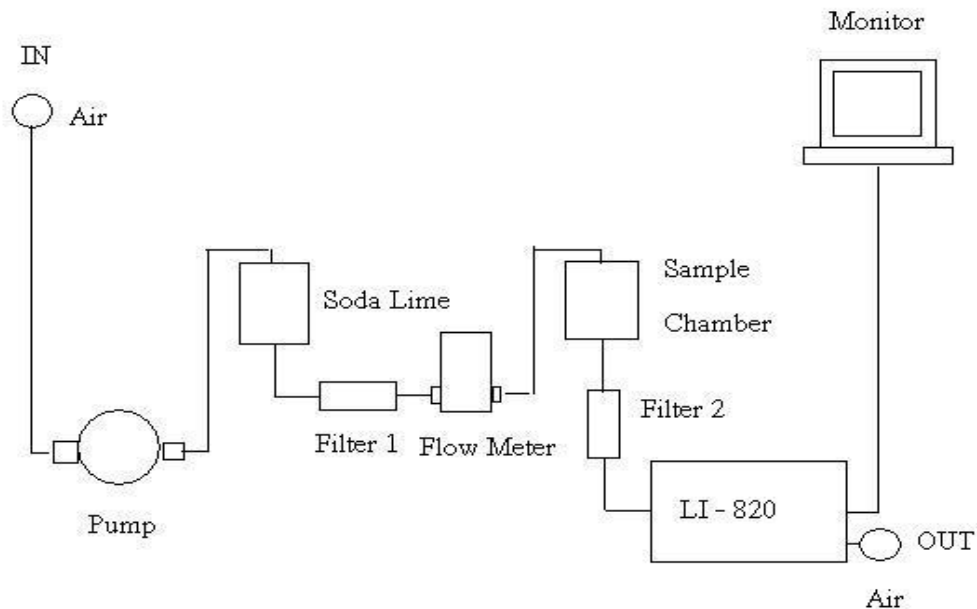 Monitor
IN
Air
Soda Lime
Sample
Chamber
Filter 1
Flow Meter
Filter 2
Pump
LI - 820
OUT
Air